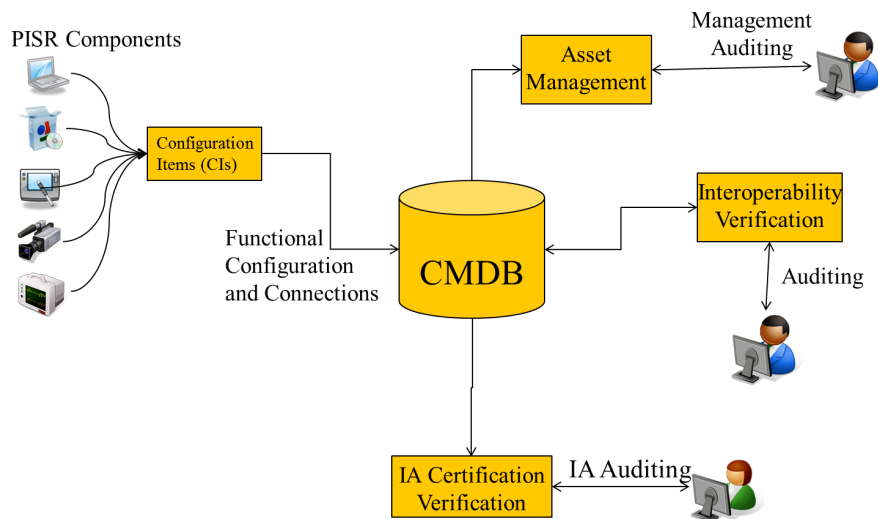 PISR Components
Configuration
Items (CIs)
Functional
Configuration
and Connections
CMDB
Asset
Management
Management
Auditing
Interoperability
Verification
Auditing
IA Certification
Verification
IA Auditing